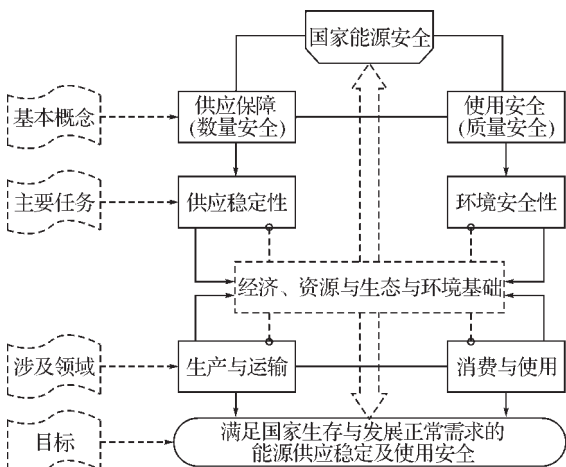 国家能源安全
基本概念
供应保障
(数量安全)
使用安全
(质量安全)
主要任务
供应稳定性
环境安全性
经济、资源与生态与环境基础
涉及领域
生产与运输
消费与使用
目标
满足国家生存与发展正常需求的
能源供应稳定及使用安全